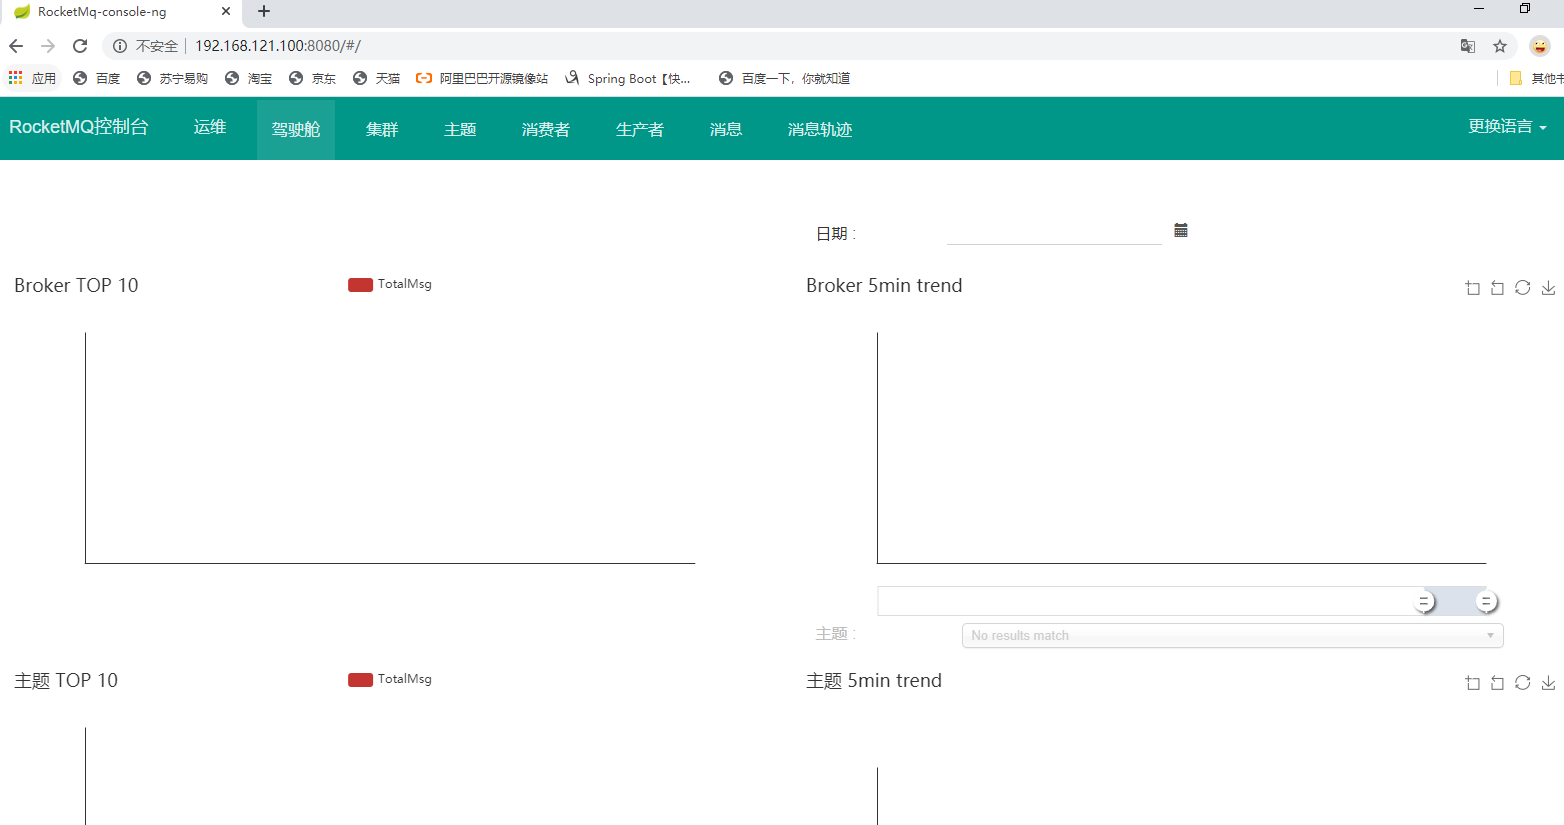 RocketMq-console-ng
不安全 192.168.121.100:8080/#/
应用 百度 苏宁易购 淘宝 京东 天猫 阿里巴巴开源镜像站 Spring Boot【快... 百度一下，你就知道 其他书
RocketMQ控制台 运维 驾驶舱 集群 主题 消费者 生产者 消息 消息轨迹 更换语言
日期 :
Broker TOP 10 TotalMsg Broker 5min trend
主题 : No results match
主题 TOP 10 TotalMsg 主题 5min trend